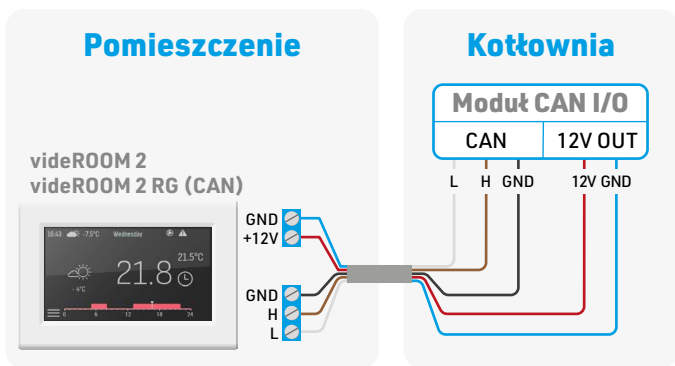 Pomieszczenie
Kotłownia
Moduł CAN I/O
CAN
12V OUT
L H GND 12V GND
videROOM 2
videROOM 2 RG (CAN)
GND
+12V
GND
H
L
16:43 -7,5°C Wednesday
21.5°C
21.8
- 4°C
0 6 12 18 24